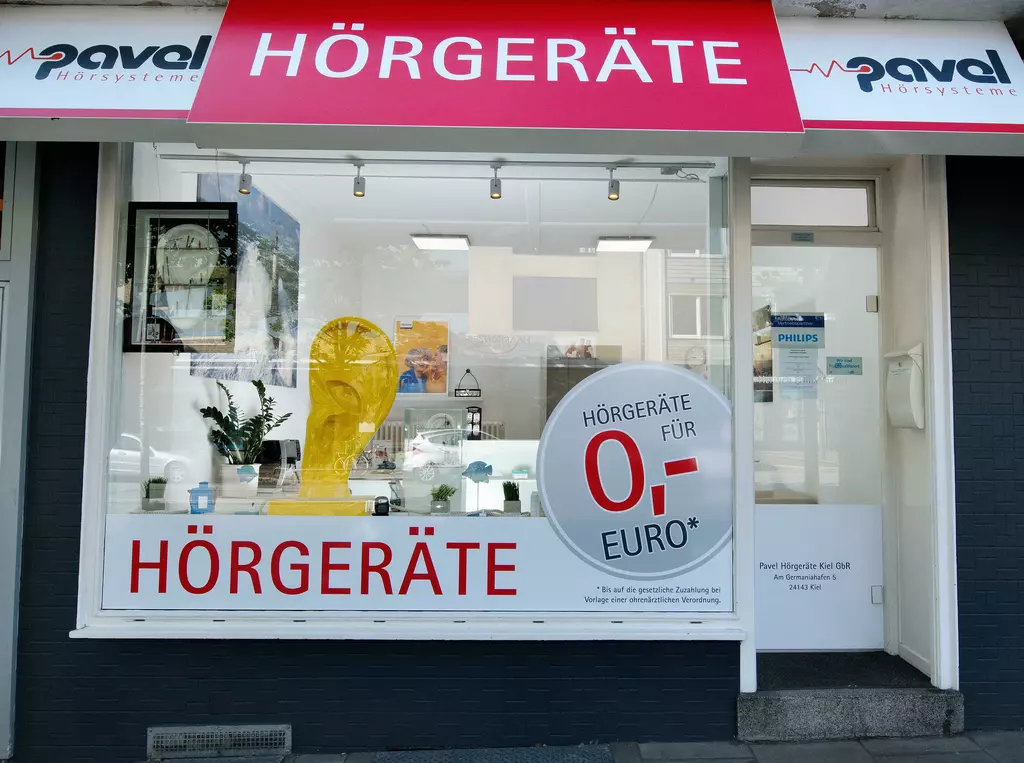 pavel
Hörsysteme
HÖRGERÄTE
pavel
Hörsysteme
PHILIPS
HÖRGERÄTE
FÜR
0,-
EURO*
HÖRGERÄTE
* Bis auf die gesetzliche Zuzahlung bei
Vorlage einer ohrenärztlichen Verordnung.
Pavel Hörgeräte Kiel GbR
Am Germaniahafen 5
24143 Kiel